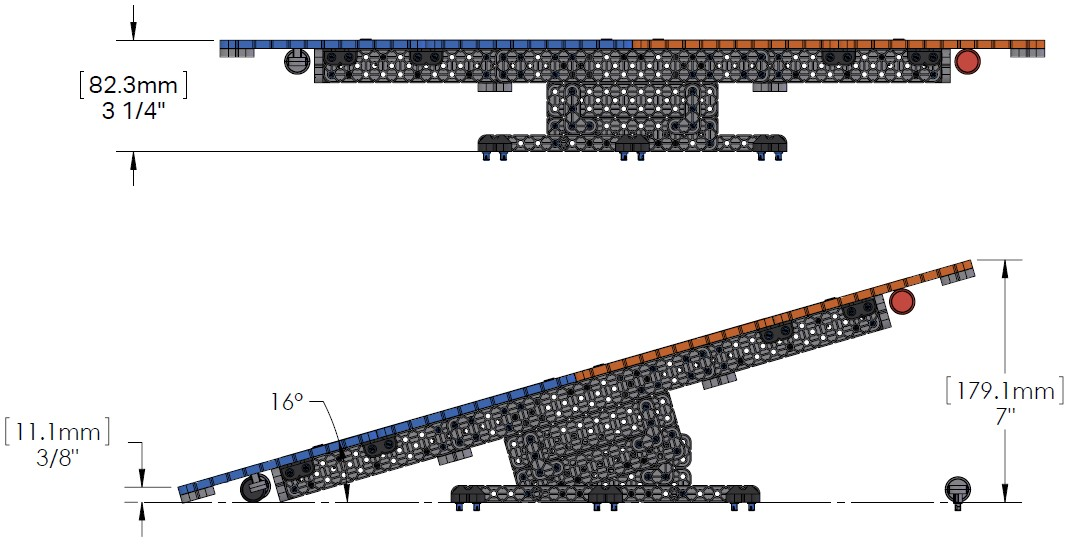 [82.3mm]
3 1/4"
16°
[11.1mm]
3/8"
[179.1mm]
7"